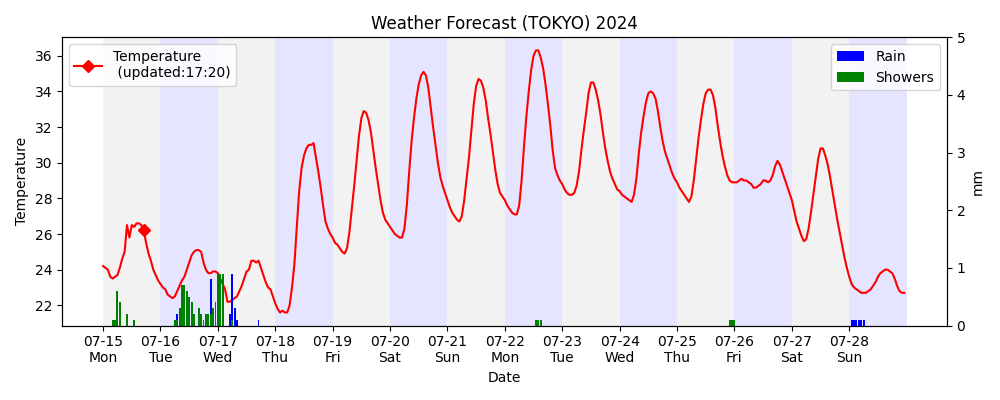 Weather Forecast (TOKYO) 2024
Temperature
(updated:17:20)
Rain
Showers
36
34
32
30
28
26
24
22
Temperature
5
4
3
2
1
0
mm
07-15 07-16 07-17 07-18 07-19 07-20 07-21 07-22 07-23 07-24 07-25 07-26 07-27 07-28
Mon Tue Wed Thu Fri Sat Sun Mon Tue Wed Thu Fri Sat Sun
Date